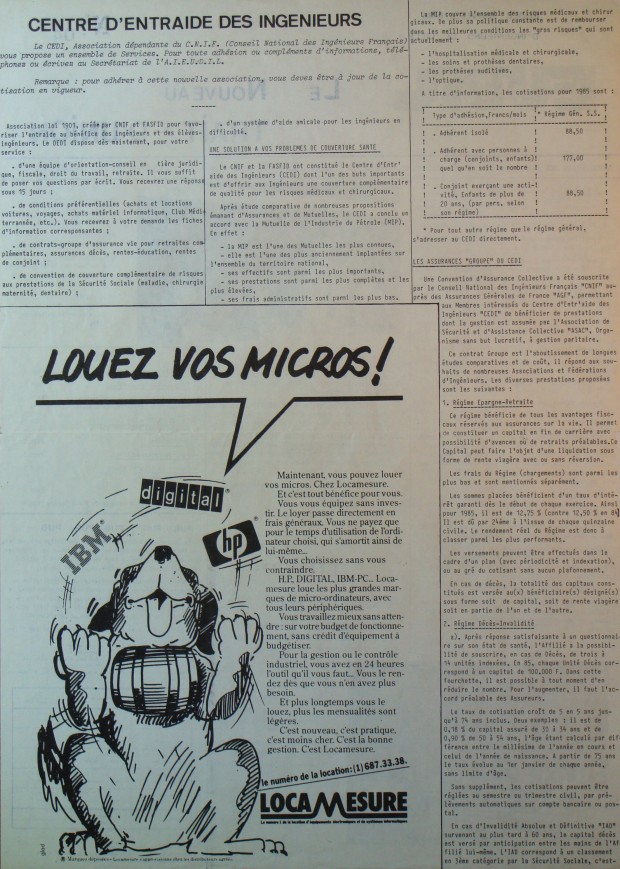 CENTRE D'ENTRAIDE DES INGENIEURS
Le CEDI, Association dépendante du C.N.I.F. (Conseil National des Ingénieurs Français)
vous propose un ensemble de Services. Pour toute adhésion ou complément d'informations, télé-
phones ou écrives au Secrétariat de l'A.I.E.D.D.I.L.
Remarque : pour adhérer à cette nouvelle association, vous devez être à jour de la co-
tisation en vigueur.
Association loi 1901, créée par CNIF et FASFID pour favo-
riser l'entraide au bénéfice des ingénieurs et des élèves-
ingénieurs, le CEDI dispose dès maintenant, pour votre
service :
. d'une équipe d'orientation-conseil en matière juridi-
que, fiscale, droit du travail, retraite. Il vous suffit
de poser vos questions par écrit. Vous recevrez une réponse
sous 15 jours ;
. de conditions préférentielles (achats et locations
voitures, voyages, achats matériel informatique, Club Médi-
terrannée, etc.). Vous recevrez à votre demande les fiches
d'information correspondantes ;
. de contrats-groupe d'assurance vie pour retraites com-
plémentaires, assurances décès, rentes-éducation, rentes
de conjoint ;
. de convention de couverture complémentaire de risques
aux prestations de la Sécurité Sociale (maladie, chirurgie
maternité, dentaire) ;
. d'un système d'aide amicale pour les ingénieurs en
difficulté.
UNE SOLUTION A VOS PROBLEMES DE COUVERTURE SANTE
Le CNIF et la FASFID ont constitué le Centre d'Entr'
aide des Ingénieurs (CEDI) dont l'un des buts importants
est d'offrir aux ingénieurs une couverture complémentaire
de qualité pour les risques médicaux et chirurgicaux.
Après étude comparative de nombreuses propositions
émanant d'Assurances et de Mutuelles, le CEDI a conclu un
accord avec la Mutuelle de l'Industrie du Pétrole (MIP).
En effet :
- la MIP est l'une des Mutuelles les plus connues,
- elle est l'une des plus anciennement implantées sur
l'ensemble du territoire national,
- ses effectifs sont parmi les plus importants,
- ses prestations sont parmi les plus complètes et les
plus élevées,
- ses frais administratifs sont parmi les plus bas.
La MIP couvre l'ensemble des risques médicaux et chirur
gicaux. De plus sa politique constante est de rembourser
dans les meilleures conditions les "gros risques" qui sont
actuellement :
- l'hospitalisation médicale et chirurgicale,
- les soins et prothèses dentaires,
- les prothèses auditives,
- l'optique.
A titre d'information, les cotisations pour 1985 sont :
! Type d'adhésion,francs/mois ! * Régime Gén. S.S. !
! . Adhérent isolé ! 88,50 !
! . Adhérent avec personnes à !
! charge (conjoints, enfants)! 177,00 !
! quel qu'en soit le nombre !
! . Conjoint exerçant une acti- !
! vité, Enfants de plus de ! 88,50 !
! 20 ans, (par pers. selon !
! son régime) !
* Pour tout autre régime que le régime général,
s'adresser au CEDI directement.
LES ASSURANCES "GROUPE" DU CEDI
Une Convention d'Assurance Collective a été souscrite
par le Conseil National des Ingénieurs Français "CNIF" au-
près des Assurances Générales de France "AGF", permettant
aux Membres intéressés du Centre d'Entr'aide des
Ingénieurs "CEDI" de bénéficier de prestations
dont la gestion est assumée par l'Association de
Sécurité et d'Assistance Collective "ASAC", Orga-
nisme sans but lucratif, à gestion paritaire.
Ce contrat Groupe est l'aboutissement de longues
études comparatives et de coût, il répond aux sou-
haits de nombreuses Associations et Fédérations
d'Ingénieurs. Les diverses prestations proposées
sont les suivantes :
1. Régime Epargne-Retraite
Ce régime bénéficie de tous les avantages fis-
caux réservés aux assurances sur la vie. Il permet
de constituer un capital en fin de carrière avec
possibilité d'avances ou de retraits préalables.Ce
Capital peut faire l'objet d'une liquidation sous
forme de rente viagère avec ou sans réversion.
Les frais du Régime (chargements) sont parmi les
plus bas et sont mentionnés séparément.
Les sommes placées bénéficient d'un taux d'inté-
rêt garanti dès le début de chaque exercice. Ainsi
pour 1985, il est de 12,75 % (contre 12,50 % en 84)
Il est dû par 24ème à l'issue de chaque quinzaine
civile. Le rendement réel du Régime est donc à
classer parmi les plus performants.
Les versements peuvent être effectués dans le
cadre d'un plan (avec périodicité et indexation),
ou au gré du cotisant sans aucun plafonnement.
En cas de décès, la totalité des capitaux cons-
titués est versée au(x) bénéficiaire(s) désigné(s)
sous forme soit de capital, soit de rente viagère
soit en partie de l'un et de l'autre.
2. Régime Décès-Invalidité
a). Après réponse satisfaisante à un questionnai-
re sur son état de santé, l'Affilié a la possibi-
lité de souscrire, en cas de Décès, de trois à
14 unités indexées. En 85, chaque Unité Décès cor-
respond à un capital de 100.000 F. Dans cette
fourchette, il est possible à tout moment d'en
réduire le nombre. Pour l'augmenter, il faut l'ac-
cord préalable des Assureurs.
Le taux de cotisation croît de 5 en 5 ans jus-
qu'à 74 ans inclus. Deux exemples : il est de
0,18 % du capital assuré de 30 à 34 ans et de
0,90 % de 50 à 54 ans, l'âge étant calculé par dif
férence entre le millésime de l'année en cours et
celui de l'année de naissance. A partir de 75 ans
le taux évolue au 1er janvier de chaque année,
sans limite d'âge.
Sans supplément, les cotisations peuvent être
réglées au semestre ou trimestre civil, par pré-
lèvements automatiques sur compte bancaire ou pos-
tal.
En cas d'Invalidité Absolue et Définitive "IAD"
survenant au plus tard à 60 ans, le capital décès
est versé par anticipation entre les mains de l'Af
filié lui-même. L'IAD correspond à un classement
en 3ème catégorie par la Sécurité Sociale, c'est-
LOUEZ VOS MICROS!
digital
IBM
hp
Maintenant, vous pouvez louer
vos micros. Chez Locamesure.
Et c'est tout bénéfice pour vous.
Vous vous équipez sans inves-
tir. Le loyer passe directement en
frais généraux. Vous ne payez que
pour le temps d'utilisation de l'ordi-
nateur choisi, qui s'amortit ainsi de
lui-même...
Vous choisissez sans vous
contraindre.
H.P., DIGITAL, IBM-PC... Loca-
mesure loue les plus grandes mar-
ques de micro-ordinateurs, avec
tous leurs périphériques.
Vous travaillez mieux sans atten-
dre : sur votre budget de fonctionne-
ment, sans crédit d'équipement à
budgétiser.
Pour la gestion ou le contrôle
industriel, vous avez en 24 heures
l'outil qu'il vous faut... Vous le ren-
dez dès que vous n'en avez plus
besoin.
Et plus longtemps vous le
louez, plus les mensualités sont
légères.
C'est nouveau, c'est pratique,
c'est moins cher. C'est la bonne
gestion. C'est Locamesure.
le numéro de la location: (1) 687.33.38.
LOCAMESURE
Le numéro 1 de la location d'équipements électroniques et de systèmes informatiques